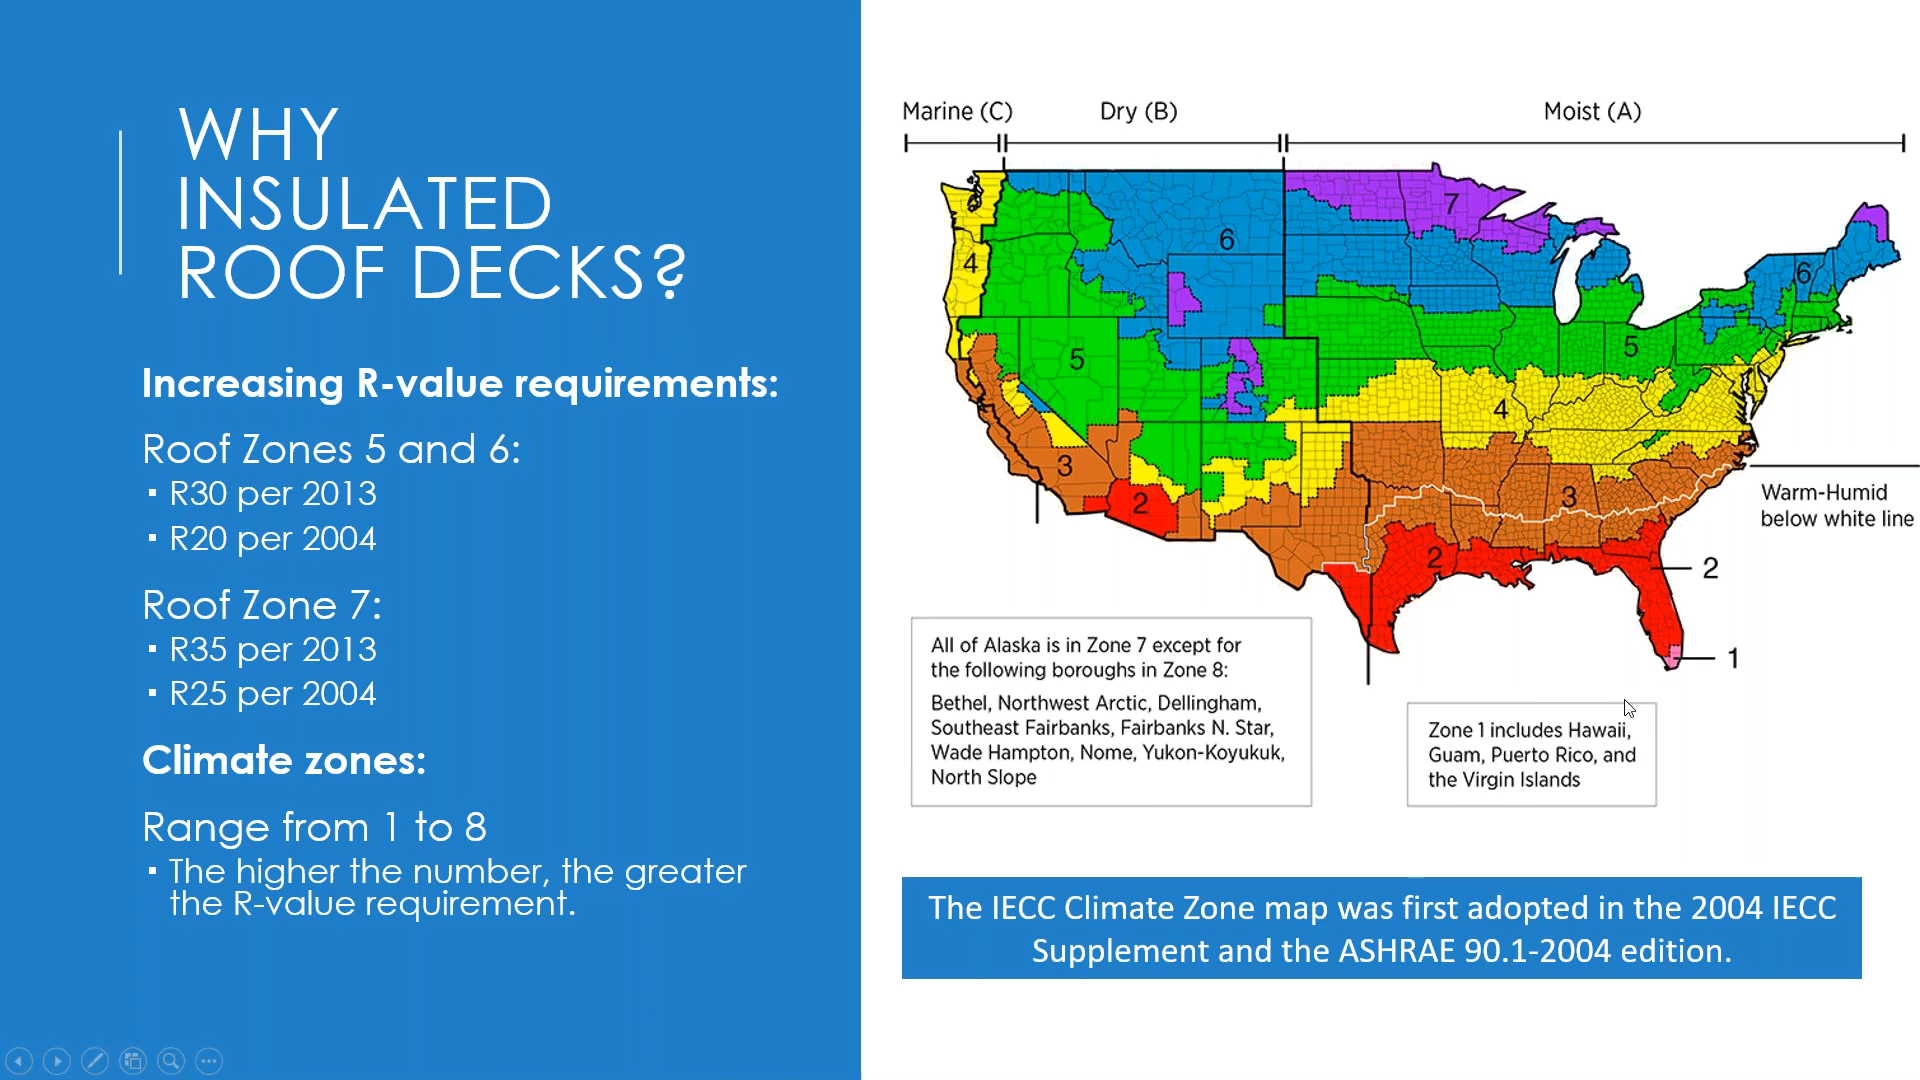 WHY
INSULATED
ROOF DECKS?
Increasing R-value requirements:
Roof Zones 5 and 6:
▪ R30 per 2013
▪ R20 per 2004
Roof Zone 7:
▪ R35 per 2013
▪ R25 per 2004
Climate zones:
Range from 1 to 8
▪ The higher the number, the greater
the R-value requirement.
Marine (C)
Dry (B)
Moist (A)
7
6
4
6
5
5
4
3
3
2
2
Warm-Humid
below white line
2
1
All of Alaska is in Zone 7 except for
the following boroughs in Zone 8:
Bethel, Northwest Arctic, Dellingham,
Southeast Fairbanks, Fairbanks N. Star,
Wade Hampton, Nome, Yukon-Koyukuk,
North Slope
Zone 1 includes Hawaii,
Guam, Puerto Rico, and
the Virgin Islands
The IECC Climate Zone map was first adopted in the 2004 IECC
Supplement and the ASHRAE 90.1-2004 edition.